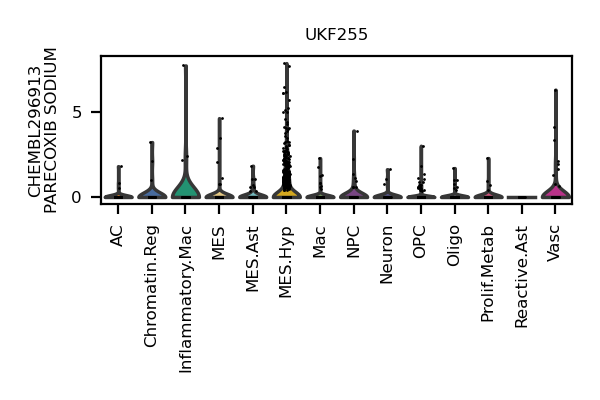 UKF255
CHEMBL296913
PARECOXIB SODIUM
5
0
AC
Chromatin.Reg
Inflammatory.Mac
MES
MES.Ast
MES.Hyp
Mac
NPC
Neuron
OPC
Oligo
Prolif.Metab
Reactive.Ast
Vasc